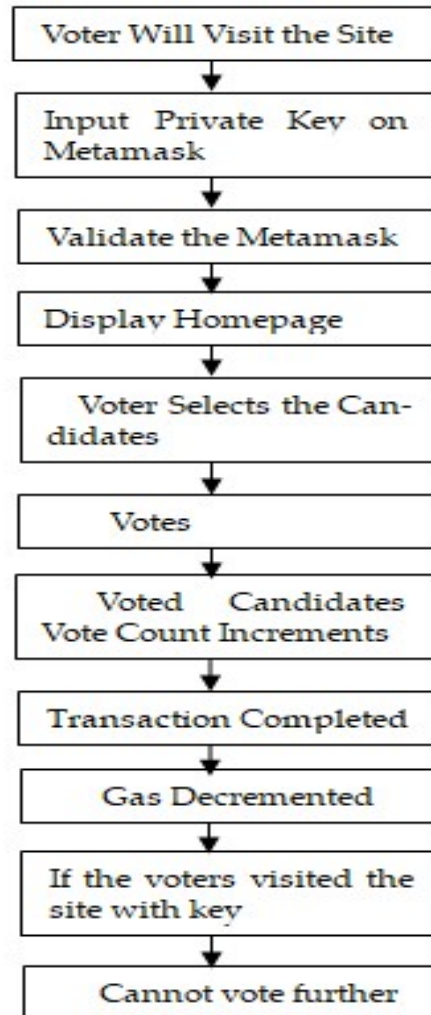 Voter Will Visit the Site
Input Private Key on
Metamask
Validate the Metamask
Display Homepage
Voter Selects the Can-
didates
Votes
Voted Candidates
Vote Count Increments
Transaction Completed
Gas Decremented
If the voters visited the
site with key
Cannot vote further